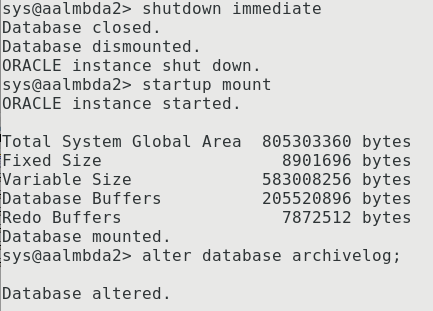 sys@aalmbda2> shutdown immediate
Database closed.
Database dismounted.
ORACLE instance shut down.
sys@aalmbda2> startup mount
ORACLE instance started.

Total System Global Area  805303360 bytes
Fixed Size                  8901696 bytes
Variable Size             583008256 bytes
Database Buffers          205520896 bytes
Redo Buffers                7872512 bytes
Database mounted.
sys@aalmbda2> alter database archivelog;

Database altered.